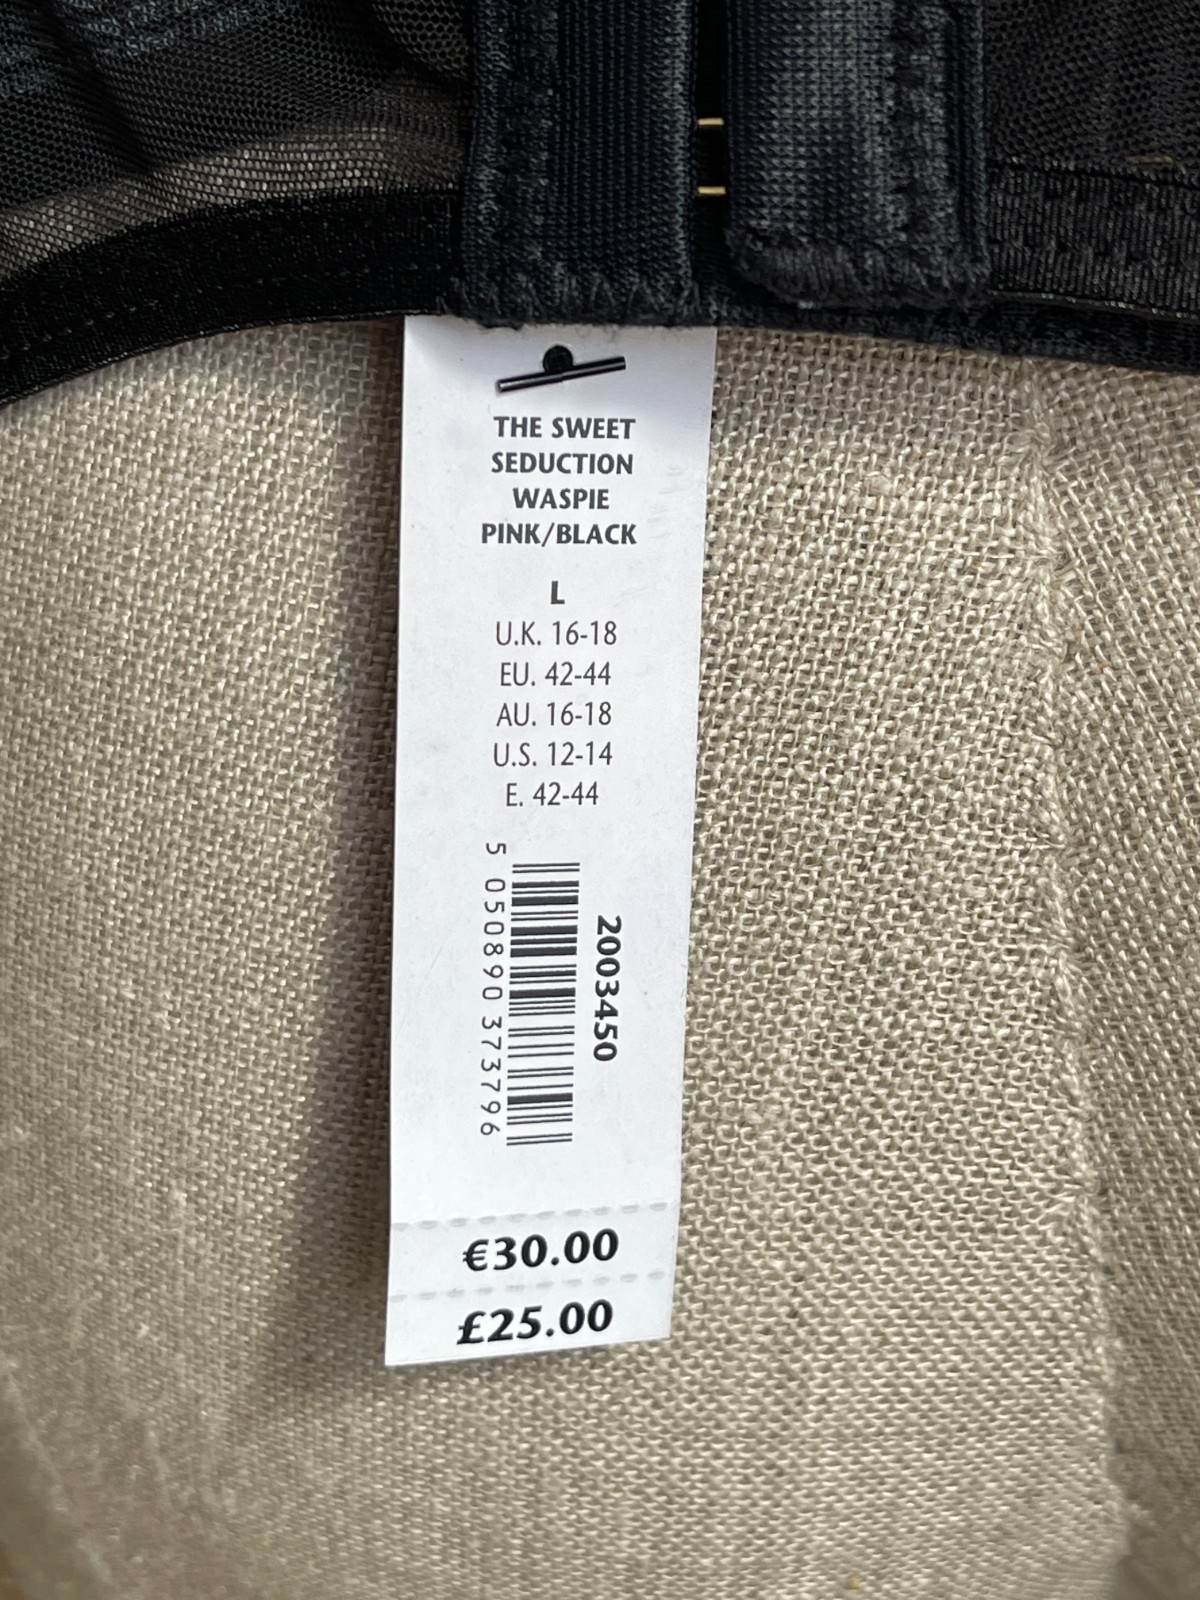 THE SWEET
SEDUCTION
WASPIE
PINK/BLACK
L
U.K. 16-18
EU. 42-44
AU. 16-18
U.S. 12-14
E. 42-44
2003450
5 050890 373796
€30.00
£25.00